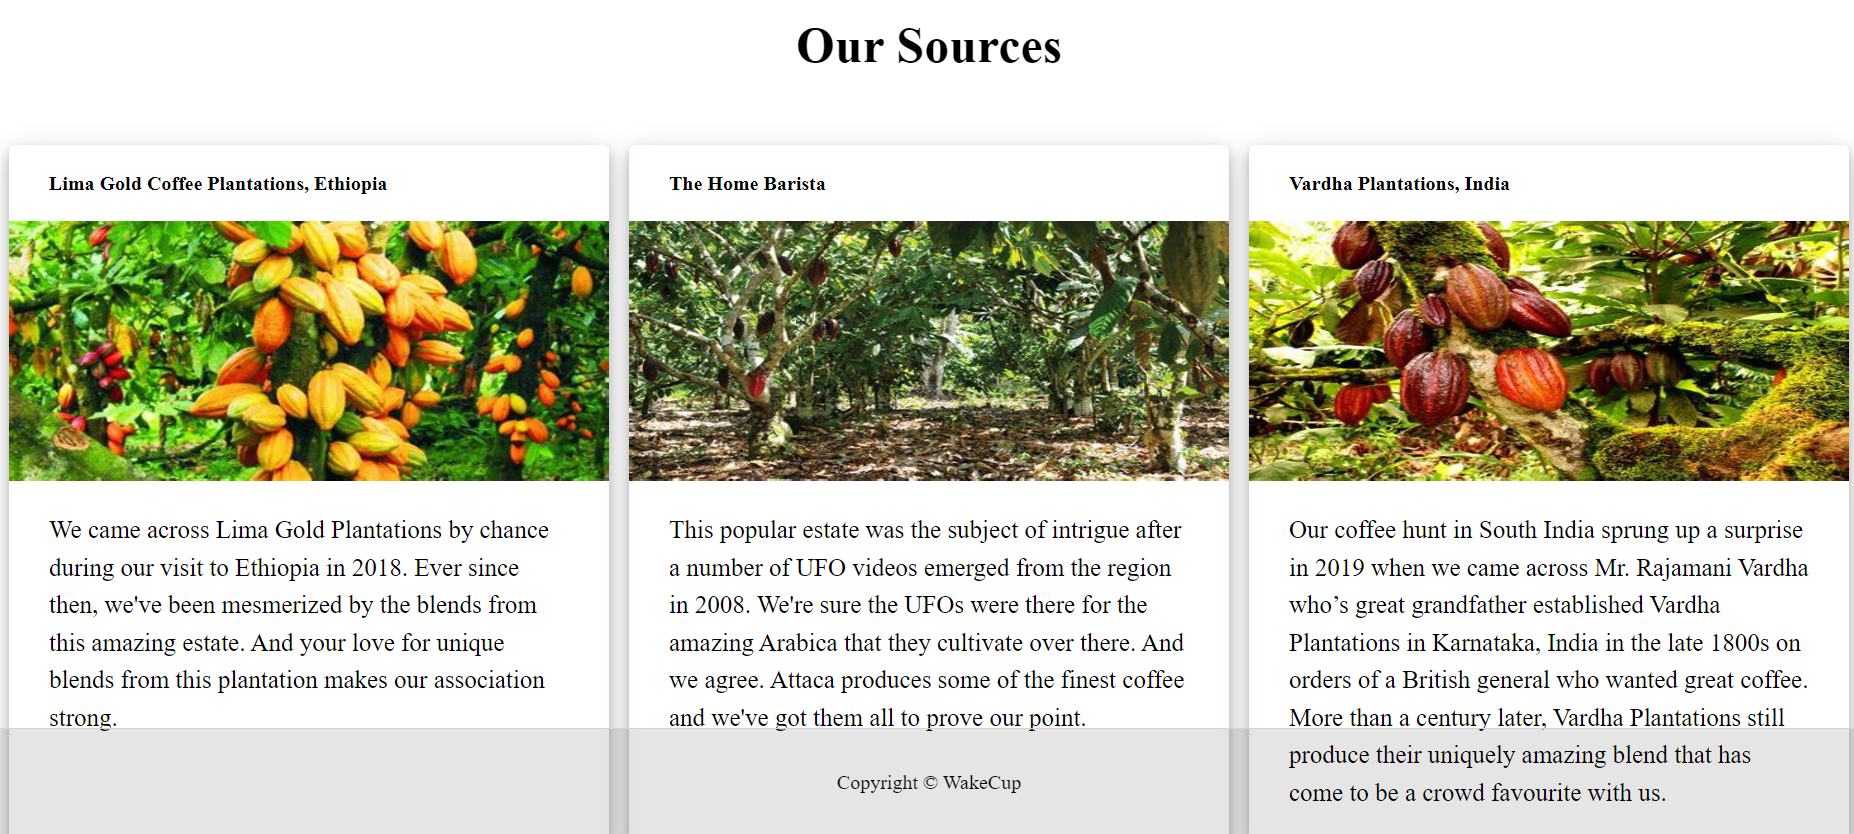 Our Sources
Lima Gold Coffee Plantations, Ethiopia
We came across Lima Gold Plantations by chance
during our visit to Ethiopia in 2018. Ever since
then, we've been mesmerized by the blends from
this amazing estate. And your love for unique
blends from this plantation makes our association
strong.
The Home Barista
This popular estate was the subject of intrigue after
a number of UFO videos emerged from the region
in 2008. We're sure the UFOs were there for the
amazing Arabica that they cultivate over there. And
we agree. Attaca produces some of the finest coffee
and we've got them all to prove our point.
Vardha Plantations, India
Our coffee hunt in South India sprung up a surprise
in 2019 when we came across Mr. Rajamani Vardha
who’s great grandfather established Vardha
Plantations in Karnataka, India in the late 1800s on
orders of a British general who wanted great coffee.
More than a century later, Vardha Plantations still
produce their uniquely amazing blend that has
come to be a crowd favourite with us.
Copyright © WakeCup